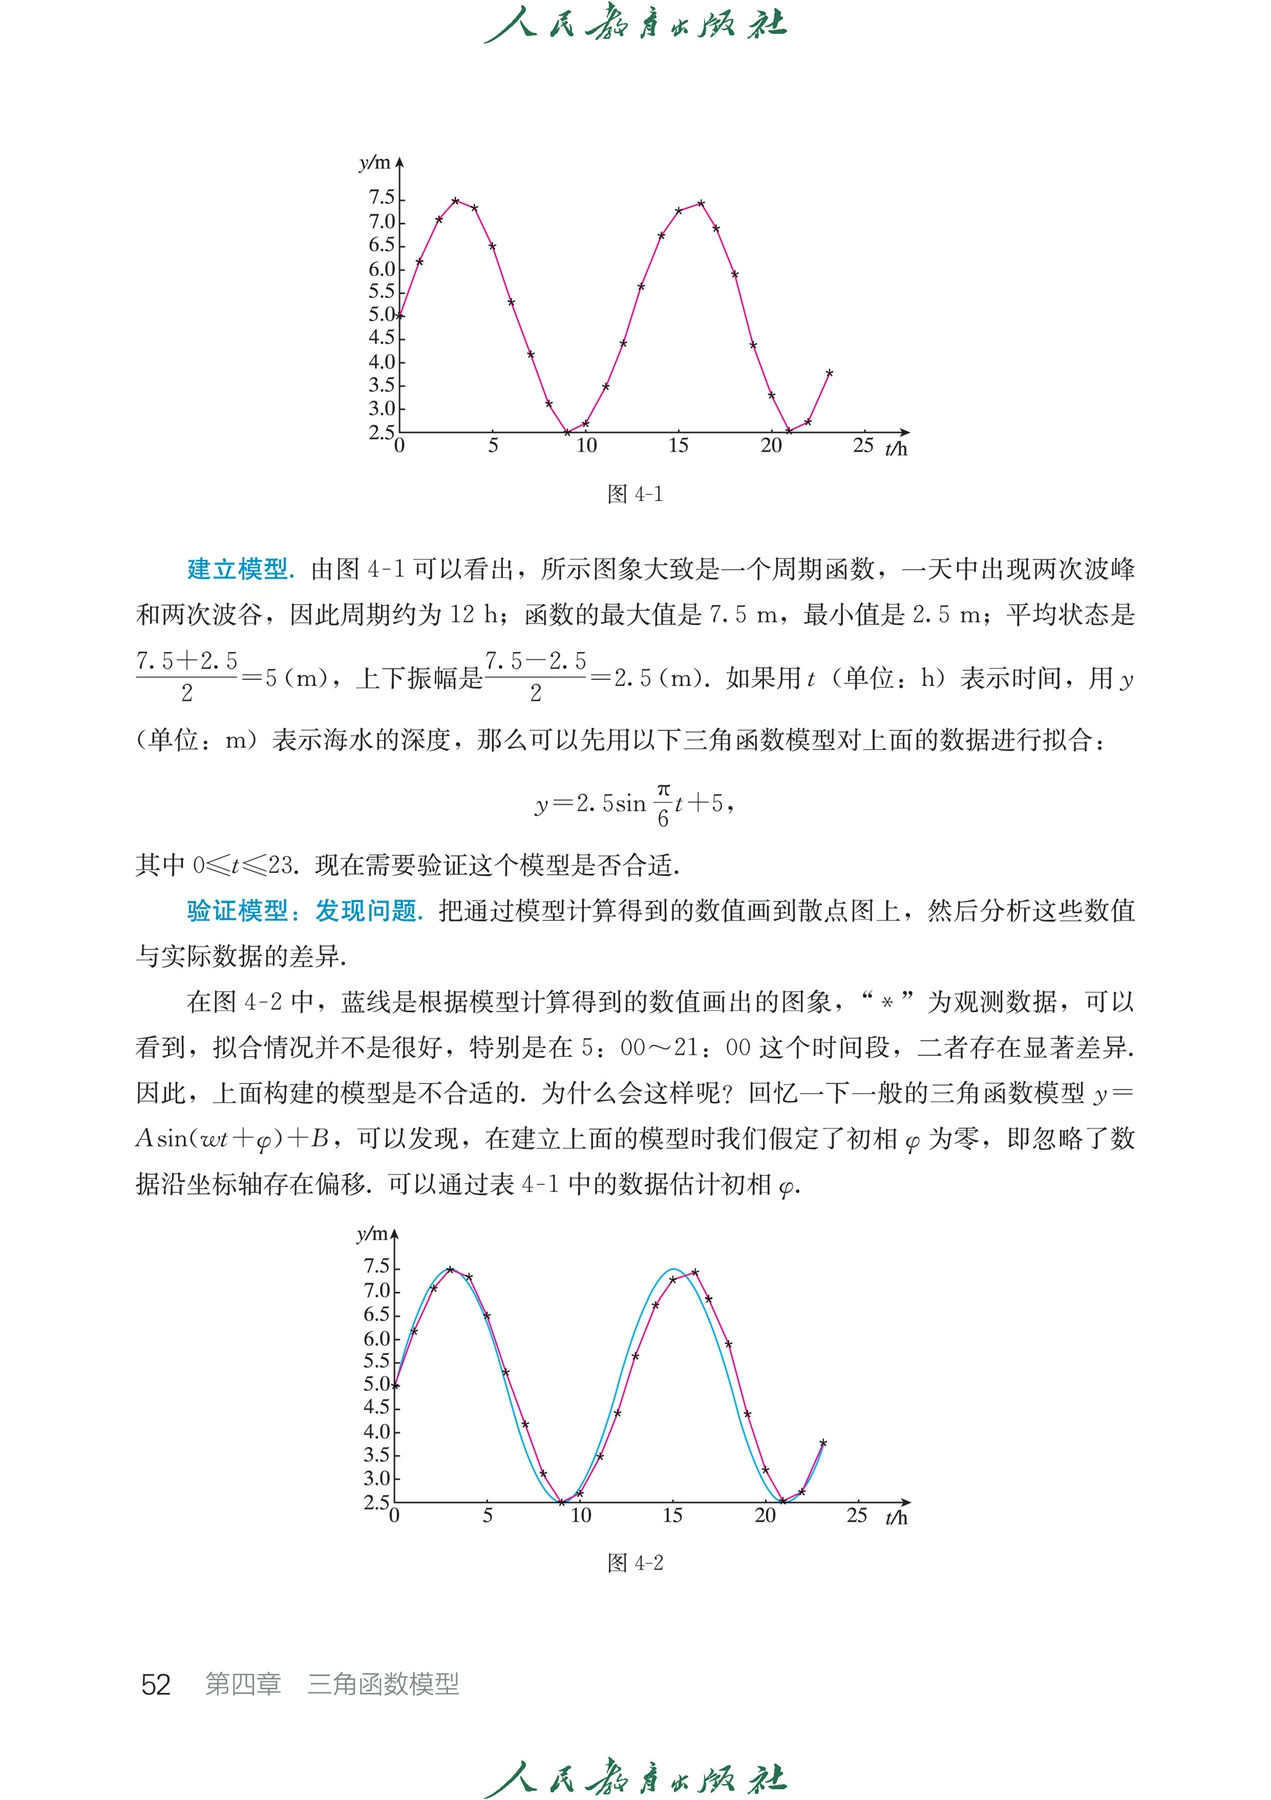 人民教育出版社
y/m
7.5
7.0
6.5
6.0
5.5
5.0
4.5
4.0
3.5
3.0
2.5
0 5 10 15 20 25 t/h
图 4-1
建立模型. 由图 4-1 可以看出，所示图象大致是一个周期函数，一天中出现两次波峰
和两次波谷，因此周期约为 12 h；函数的最大值是 7.5 m，最小值是 2.5 m；平均状态是
(7.5+2.5)/2=5(m)，上下振幅是(7.5−2.5)/2=2.5(m). 如果用 t（单位：h）表示时间，用 y
（单位：m）表示海水的深度，那么可以先用以下三角函数模型对上面的数据进行拟合：
y=2.5sin π/6 t+5，
其中 0≤t≤23. 现在需要验证这个模型是否合适.
验证模型：发现问题. 把通过模型计算得到的数值画到散点图上，然后分析这些数值
与实际数据的差异.
在图 4-2 中，蓝线是根据模型计算得到的数值画出的图象，“*”为观测数据，可以
看到，拟合情况并不是很好，特别是在 5：00～21：00 这个时间段，二者存在显著差异.
因此，上面构建的模型是不合适的. 为什么会这样呢？回忆一下一般的三角函数模型 y=
Asin(wt+φ)+B，可以发现，在建立上面的模型时我们假定了初相 φ 为零，即忽略了数
据沿坐标轴存在偏移. 可以通过表 4-1 中的数据估计初相 φ.
y/m
7.5
7.0
6.5
6.0
5.5
5.0
4.5
4.0
3.5
3.0
2.5
0 5 10 15 20 25 t/h
图 4-2
52 第四章 三角函数模型
人民教育出版社